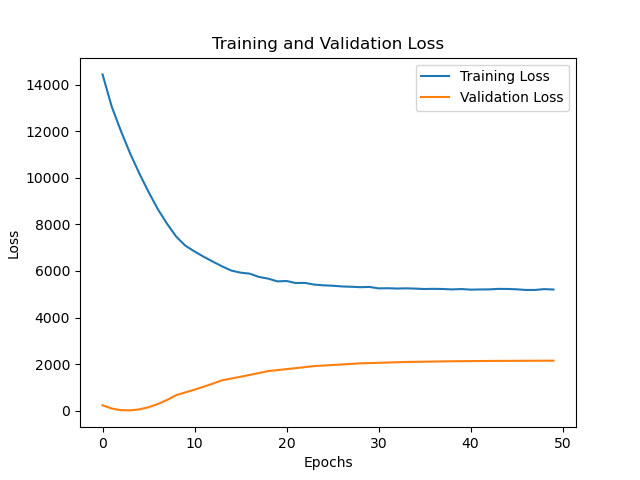 Training and Validation Loss
Training Loss
Validation Loss
14000
12000
10000
8000
6000
4000
2000
0
Loss
0 10 20 30 40 50
Epochs